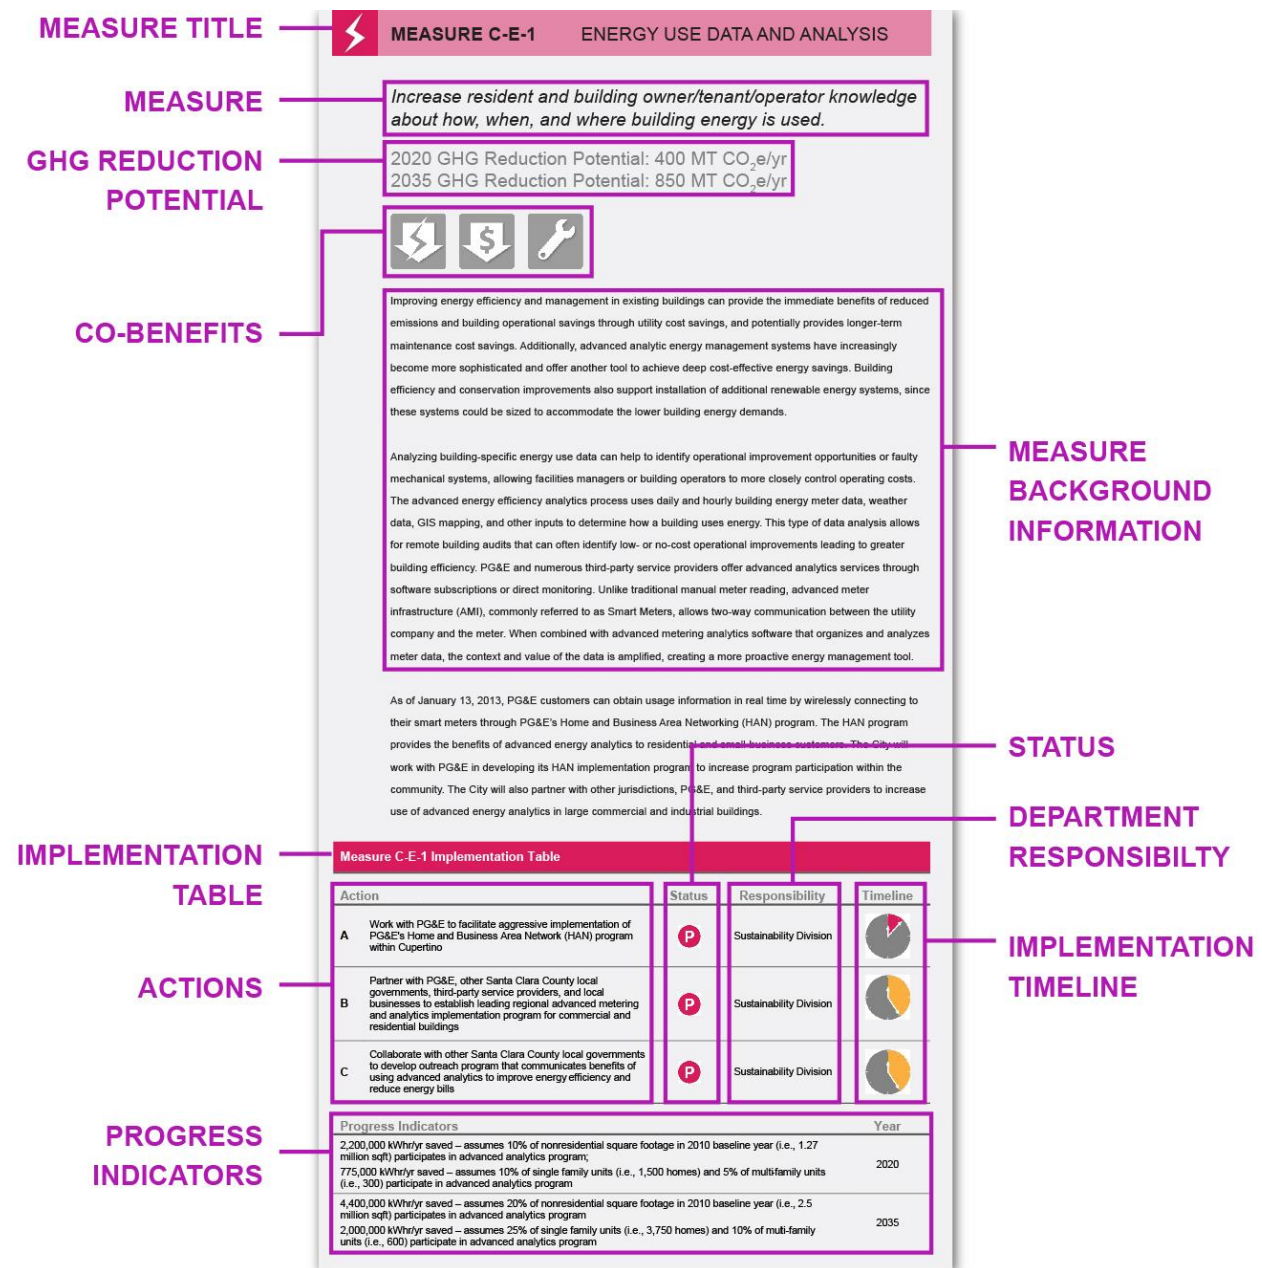 MEASURE TITLE
MEASURE C-E-1 ENERGY USE DATA AND ANALYSIS
MEASURE
Increase resident and building owner/tenant/operator knowledge
about how, when, and where building energy is used.
GHG REDUCTION
POTENTIAL
2020 GHG Reduction Potential: 400 MT CO2e/yr
2035 GHG Reduction Potential: 850 MT CO2e/yr
$
CO-BENEFITS
Improving energy efficiency and management in existing buildings can provide the immediate benefits of reduced
emissions and building operational savings through utility cost savings, and potentially provides longer-term
maintenance cost savings. Additionally, advanced analytic energy management systems have increasingly
become more sophisticated and offer another tool to achieve deep cost-effective energy savings. Building
efficiency and conservation improvements also support installation of additional renewable energy systems, since
these systems could be sized to accommodate the lower building energy demands.
Analyzing building-specific energy use data can help to identify operational improvement opportunities or faulty
mechanical systems, allowing facilities managers or building operators to more closely control operating costs.
The advanced energy efficiency analytics process uses daily and hourly building energy meter data, weather
data, GIS mapping, and other inputs to determine how a building uses energy. This type of data analysis allows
for remote building audits that can often identify low- or no-cost operational improvements leading to greater
building efficiency. PG&E and numerous third-party service providers offer advanced analytics services through
software subscriptions or direct monitoring. Unlike traditional manual meter reading, advanced meter
infrastructure (AMI), commonly referred to as Smart Meters, allows two-way communication between the utility
company and the meter. When combined with advanced metering analytics software that organizes and analyzes
meter data, the context and value of the data is amplified, creating a more proactive energy management tool.
MEASURE
BACKGROUND
INFORMATION
As of January 13, 2013, PG&E customers can obtain usage information in real time by wirelessly connecting to
their smart meters through PG&E's Home and Business Area Networking (HAN) program. The HAN program
provides the benefits of advanced energy analytics to residential and small business customers. The City will
work with PG&E in developing its HAN implementation program to increase program participation within the
community. The City will also partner with other jurisdictions, PG&E, and third-party service providers to increase
use of advanced energy analytics in large commercial and industrial buildings.
STATUS
DEPARTMENT
RESPONSIBILTY
IMPLEMENTATION
TABLE
Measure C-E-1 Implementation Table
Action Status Responsibility Timeline
A Work with PG&E to facilitate aggressive implementation of
PG&E's Home and Business Area Network (HAN) program
within Cupertino
P Sustainability Division
IMPLEMENTATION
TIMELINE
ACTIONS
B Partner with PG&E, other Santa Clara County local
governments, third-party service providers, and local
businesses to establish leading regional advanced metering
and analytics implementation program for commercial and
residential buildings
P Sustainability Division
C Collaborate with other Santa Clara County local governments
to develop outreach program that communicates benefits of
using advanced analytics to improve energy efficiency and
reduce energy bills
P Sustainability Division
PROGRESS
INDICATORS
Progress Indicators Year
2,200,000 kWhr/yr saved – assumes 10% of nonresidential square footage in 2010 baseline year (i.e., 1.27
million sqft) participates in advanced analytics program;
775,000 kWhr/yr saved – assumes 10% of single family units (i.e., 1,500 homes) and 5% of multifamily units
(i.e., 300) participate in advanced analytics program
2020
4,400,000 kWhr/yr saved – assumes 20% of nonresidential square footage in 2010 baseline year (i.e., 2.5
million sqft) participates in advanced analytics program
2,000,000 kWhr/yr saved – assumes 25% of single family units (i.e., 3,750 homes) and 10% of muti-family
units (i.e., 600) participate in advanced analytics program
2035